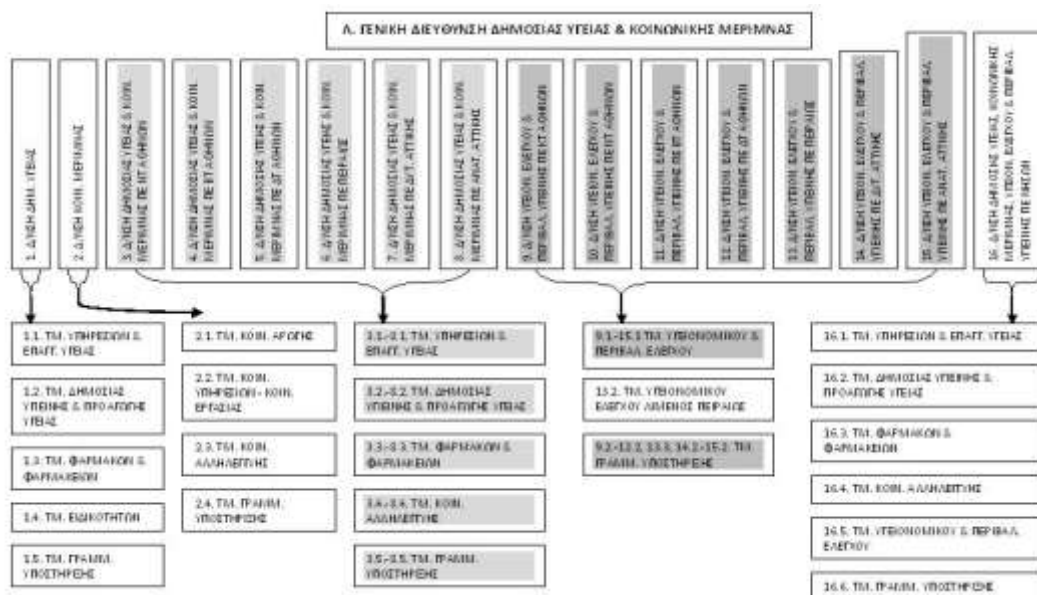 Λ. ΓΕΝΙΚΗ ΔΙΕΥΘΥΝΣΗ ΔΗΜΟΣΙΑΣ ΥΓΕΙΑΣ & ΚΟΙΝΩΝΙΚΗΣ ΜΕΡΙΜΝΑΣ
1. Δ/ΝΣΗ ΔΗΜ. ΥΓΕΙΑΣ
2. Δ/ΝΣΗ ΚΟΙΝ. ΜΕΡΙΜΝΑΣ
3. Δ/ΝΣΗ ΔΗΜΟΣΙΑΣ ΥΓΕΙΑΣ & ΚΟΙΝ.
ΜΕΡΙΜΝΑΣ ΠΕ ΝΤ ΑΘΗΝΩΝ
4. Δ/ΝΣΗ ΔΗΜΟΣΙΑΣ ΥΓΕΙΑΣ & ΚΟΙΝ.
ΜΕΡΙΜΝΑΣ ΠΕ ΒΤ ΑΘΗΝΩΝ
5. Δ/ΝΣΗ ΔΗΜΟΣΙΑΣ ΥΓΕΙΑΣ & ΚΟΙΝ.
ΜΕΡΙΜΝΑΣ ΠΕ ΔΤ ΑΘΗΝΩΝ
6. Δ/ΝΣΗ ΔΗΜΟΣΙΑΣ ΥΓΕΙΑΣ & ΚΟΙΝ.
ΜΕΡΙΜΝΑΣ ΠΕ ΠΕΙΡΑΙΩΣ
7. Δ/ΝΣΗ ΔΗΜΟΣΙΑΣ ΥΓΕΙΑΣ & ΚΟΙΝ.
ΜΕΡΙΜΝΑΣ ΠΕ ΔΥΤ. ΑΤΤΙΚΗΣ
8. Δ/ΝΣΗ ΔΗΜΟΣΙΑΣ ΥΓΕΙΑΣ & ΚΟΙΝ.
ΜΕΡΙΜΝΑΣ ΠΕ ΑΝΑΤ. ΑΤΤΙΚΗΣ
9. Δ/ΝΣΗ ΥΓΕΙΟΝ. ΕΛΕΓΧΟΥ &
ΠΕΡΙΒΑΛ. ΥΓΙΕΙΝΗΣ ΠΕ ΚΤ ΑΘΗΝΩΝ
10. Δ/ΝΣΗ ΥΓΕΙΟΝ. ΕΛΕΓΧΟΥ &
ΠΕΡΙΒΑΛ. ΥΓΙΕΙΝΗΣ ΠΕ ΝΤ ΑΘΗΝΩΝ
11. Δ/ΝΣΗ ΥΓΕΙΟΝ. ΕΛΕΓΧΟΥ &
ΠΕΡΙΒΑΛ. ΥΓΙΕΙΝΗΣ ΠΕ ΒΤ ΑΘΗΝΩΝ
12. Δ/ΝΣΗ ΥΓΕΙΟΝ. ΕΛΕΓΧΟΥ &
ΠΕΡΙΒΑΛ. ΥΓΙΕΙΝΗΣ ΠΕ ΔΤ ΑΘΗΝΩΝ
13. Δ/ΝΣΗ ΥΓΕΙΟΝ. ΕΛΕΓΧΟΥ &
ΠΕΡΙΒΑΛ. ΥΓΙΕΙΝΗΣ ΠΕ ΠΕΙΡΑΙΩΣ
14. Δ/ΝΣΗ ΥΓΕΙΟΝ. ΕΛΕΓΧΟΥ & ΠΕΡΙΒΑΛ.
ΥΓΙΕΙΝΗΣ ΠΕ ΔΥΤ. ΑΤΤΙΚΗΣ
15. Δ/ΝΣΗ ΥΓΕΙΟΝ. ΕΛΕΓΧΟΥ & ΠΕΡΙΒΑΛ.
ΥΓΙΕΙΝΗΣ ΠΕ ΑΝΑΤ. ΑΤΤΙΚΗΣ
16. Δ/ΝΣΗ ΔΗΜΟΣΙΑΣ ΥΓΕΙΑΣ, ΚΟΙΝΩΝΙΚΗΣ
ΜΕΡΙΜΝΑΣ, ΥΓΕΙΟΝ. ΕΛΕΓΧΟΥ & ΠΕΡΙΒΑΛ.
ΥΓΙΕΙΝΗΣ ΠΕ ΝΗΣΩΝ
1.1. ΤΜ. ΥΠΗΡΕΣΙΩΝ &
ΕΠΑΓΓ. ΥΓΕΙΑΣ
1.2. ΤΜ. ΔΗΜΟΣΙΑΣ
ΥΓΙΕΙΝΗΣ & ΠΡΟΑΓΩΓΗΣ
ΥΓΕΙΑΣ
1.3. ΤΜ. ΦΑΡΜΑΚΩΝ &
ΦΑΡΜΑΚΕΙΩΝ
1.4. ΤΜ. ΕΙΔΙΚΟΤΗΤΩΝ
1.5. ΤΜ. ΓΡΑΜΜ.
ΥΠΟΣΤΗΡΙΞΗΣ
2.1. ΤΜ. ΚΟΙΝ. ΑΡΩΓΗΣ
2.2. ΤΜ. ΚΟΙΝ.
ΥΠΗΡΕΣΙΩΝ - ΚΟΙΝ.
ΕΡΓΑΣΙΑΣ
2.3. ΤΜ. ΚΟΙΝ.
ΑΛΛΗΛΕΓΓΥΗΣ
2.4. ΤΜ. ΓΡΑΜΜ.
ΥΠΟΣΤΗΡΙΞΗΣ
3.1.-8.1. ΤΜ. ΥΠΗΡΕΣΙΩΝ &
ΕΠΑΓΓ. ΥΓΕΙΑΣ
3.2.-8.2. ΤΜ. ΔΗΜΟΣΙΑΣ
ΥΓΙΕΙΝΗΣ & ΠΡΟΑΓΩΓΗΣ ΥΓΕΙΑΣ
3.3.-8.3. ΤΜ. ΦΑΡΜΑΚΩΝ &
ΦΑΡΜΑΚΕΙΩΝ
3.4.-8.4. ΤΜ. ΚΟΙΝ.
ΑΛΛΗΛΕΓΓΥΗΣ
3.5.-8.5. ΤΜ. ΓΡΑΜΜ.
ΥΠΟΣΤΗΡΙΞΗΣ
9.1.-15.1 ΤΜ. ΥΓΕΙΟΝΟΜΙΚΟΥ &
ΠΕΡΙΒΑΛ. ΕΛΕΓΧΟΥ
13.2. ΤΜ. ΥΓΕΙΟΝΟΜΙΚΟΥ
ΕΛΕΓΧΟΥ ΛΙΜΕΝΟΣ ΠΕΙΡΑΙΩΣ
9.2.-12.2, 13.3, 14.2.-15.2. ΤΜ.
ΓΡΑΜΜ. ΥΠΟΣΤΗΡΙΞΗΣ
16.1. ΤΜ. ΥΠΗΡΕΣΙΩΝ & ΕΠΑΓΓ. ΥΓΕΙΑΣ
16.2. ΤΜ. ΔΗΜΟΣΙΑΣ ΥΓΙΕΙΝΗΣ &
ΠΡΟΑΓΩΓΗΣ ΥΓΕΙΑΣ
16.3. ΤΜ. ΦΑΡΜΑΚΩΝ &
ΦΑΡΜΑΚΕΙΩΝ
16.4. ΤΜ. ΚΟΙΝ. ΑΛΛΗΛΕΓΓΥΗΣ
16.5. ΤΜ. ΥΓΕΙΟΝΟΜΙΚΟΥ & ΠΕΡΙΒΑΛ.
ΕΛΕΓΧΟΥ
16.6. ΤΜ. ΓΡΑΜΜ. ΥΠΟΣΤΗΡΙΞΗΣ